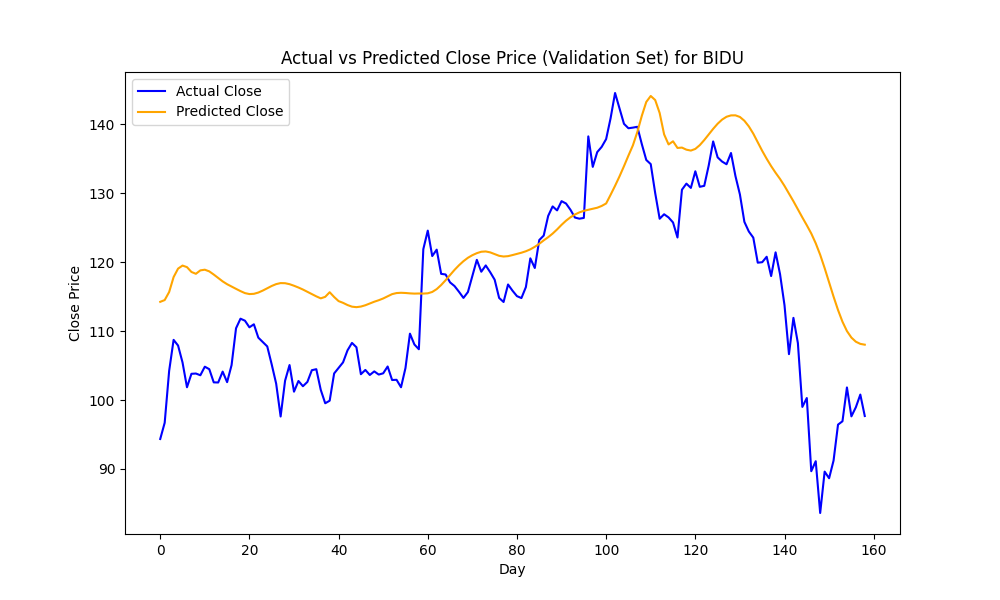 Actual vs Predicted Close Price (Validation Set) for BIDU
Actual Close
Predicted Close
Close Price
140
130
120
110
100
90
0 20 40 60 80 100 120 140 160
Day